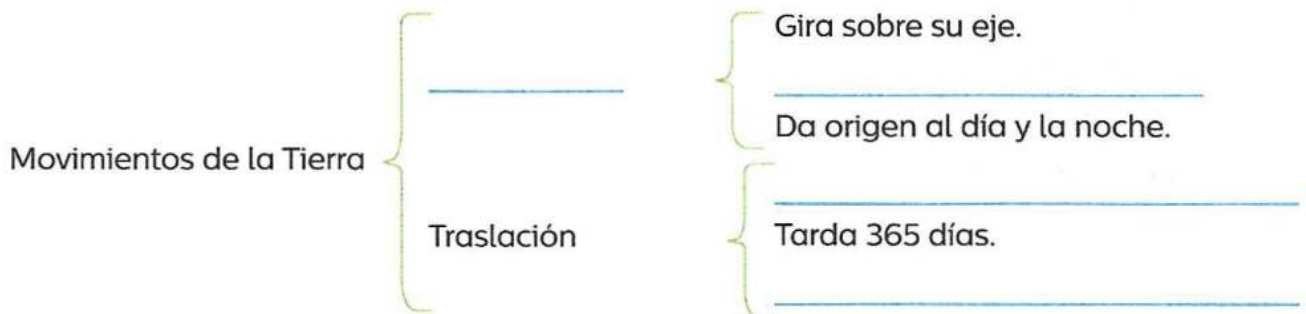 Gira sobre su eje.
Da origen al día y la noche.
Movimientos de la Tierra
Traslación
Tarda 365 días.